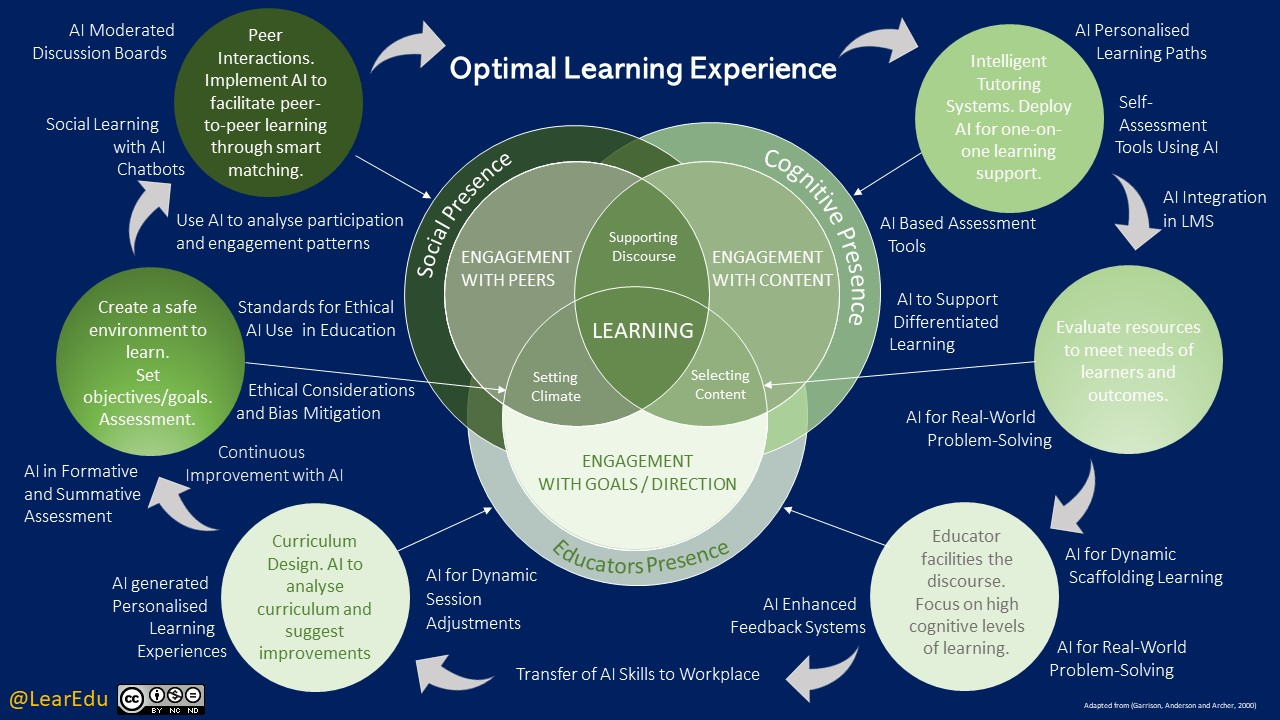 Optimal Learning Experience
AI Moderated
Discussion Boards
Peer
Interactions.
Implement AI to
facilitate peer-
to-peer learning
through smart
matching.
Social Learning
with AI
Chatbots
Use AI to analyse participation
and engagement patterns
Create a safe
environment to
learn.
Set
objectives/goals.
Assessment.
Standards for Ethical
AI Use in Education
Ethical Considerations
and Bias Mitigation
Continuous
Improvement with AI
AI in Formative
and Summative
Assessment
Curriculum
Design. AI to
analyse
curriculum and
suggest
improvements
AI generated
Personalised
Learning
Experiences
AI for Dynamic
Session
Adjustments
Social Presence
Cognitive Presence
ENGAGEMENT
WITH PEERS
Supporting
Discourse
ENGAGEMENT
WITH CONTENT
LEARNING
Setting
Climate
Selecting
Content
ENGAGEMENT
WITH GOALS / DIRECTION
Educators Presence
Intelligent
Tutoring
Systems. Deploy
AI for one-on-
one learning
support.
AI Personalised
Learning Paths
Self-
Assessment
Tools Using AI
AI Integration
in LMS
AI Based Assessment
Tools
AI to Support
Differentiated
Learning
Evaluate resources
to meet needs of
learners and
outcomes.
AI for Real-World
Problem-Solving
Educator
facilities the
discourse.
Focus on high
cognitive levels
of learning.
AI for Dynamic
Scaffolding Learning
AI for Real-World
Problem-Solving
AI Enhanced
Feedback Systems
Transfer of AI Skills to Workplace
@LearEdu
cc
BY NC ND
Adapted from (Garrison, Anderson and Archer, 2000)